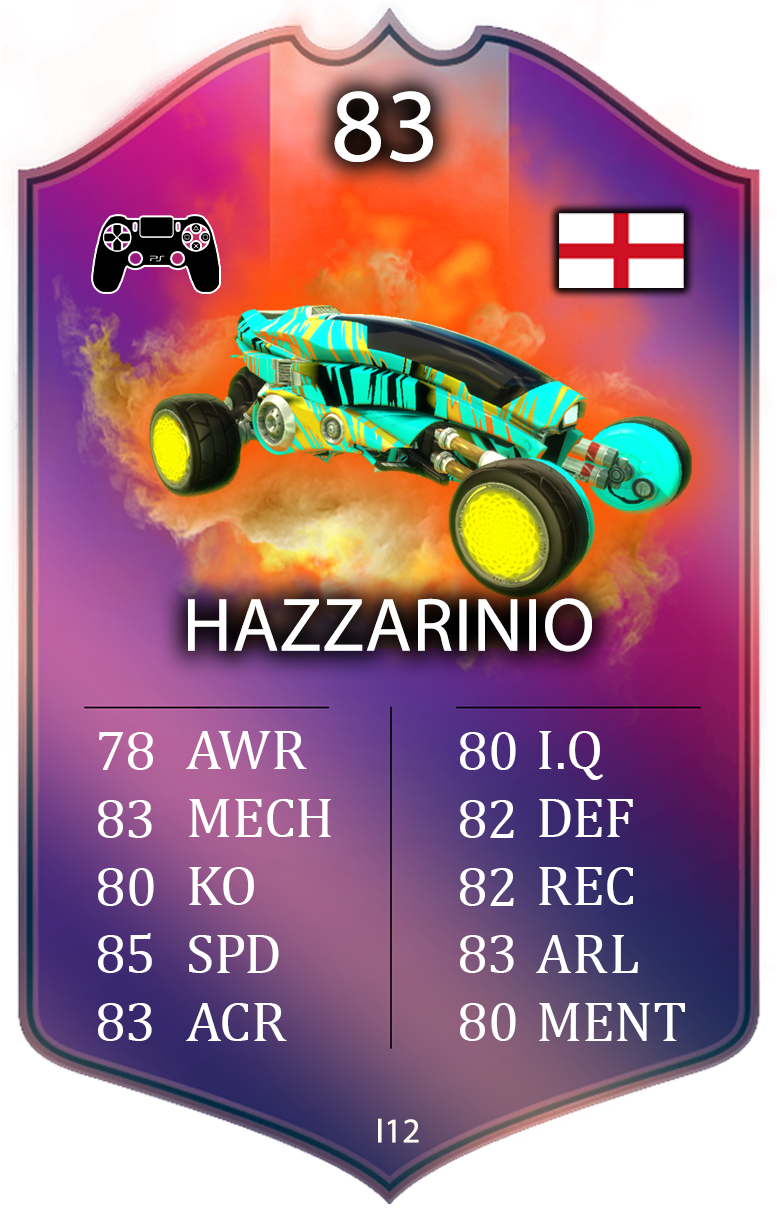 83
PS
HAZZARINIO
78 AWR
83 MECH
80 KO
85 SPD
83 ACR
80 I.Q
82 DEF
82 REC
83 ARL
80 MENT
I12